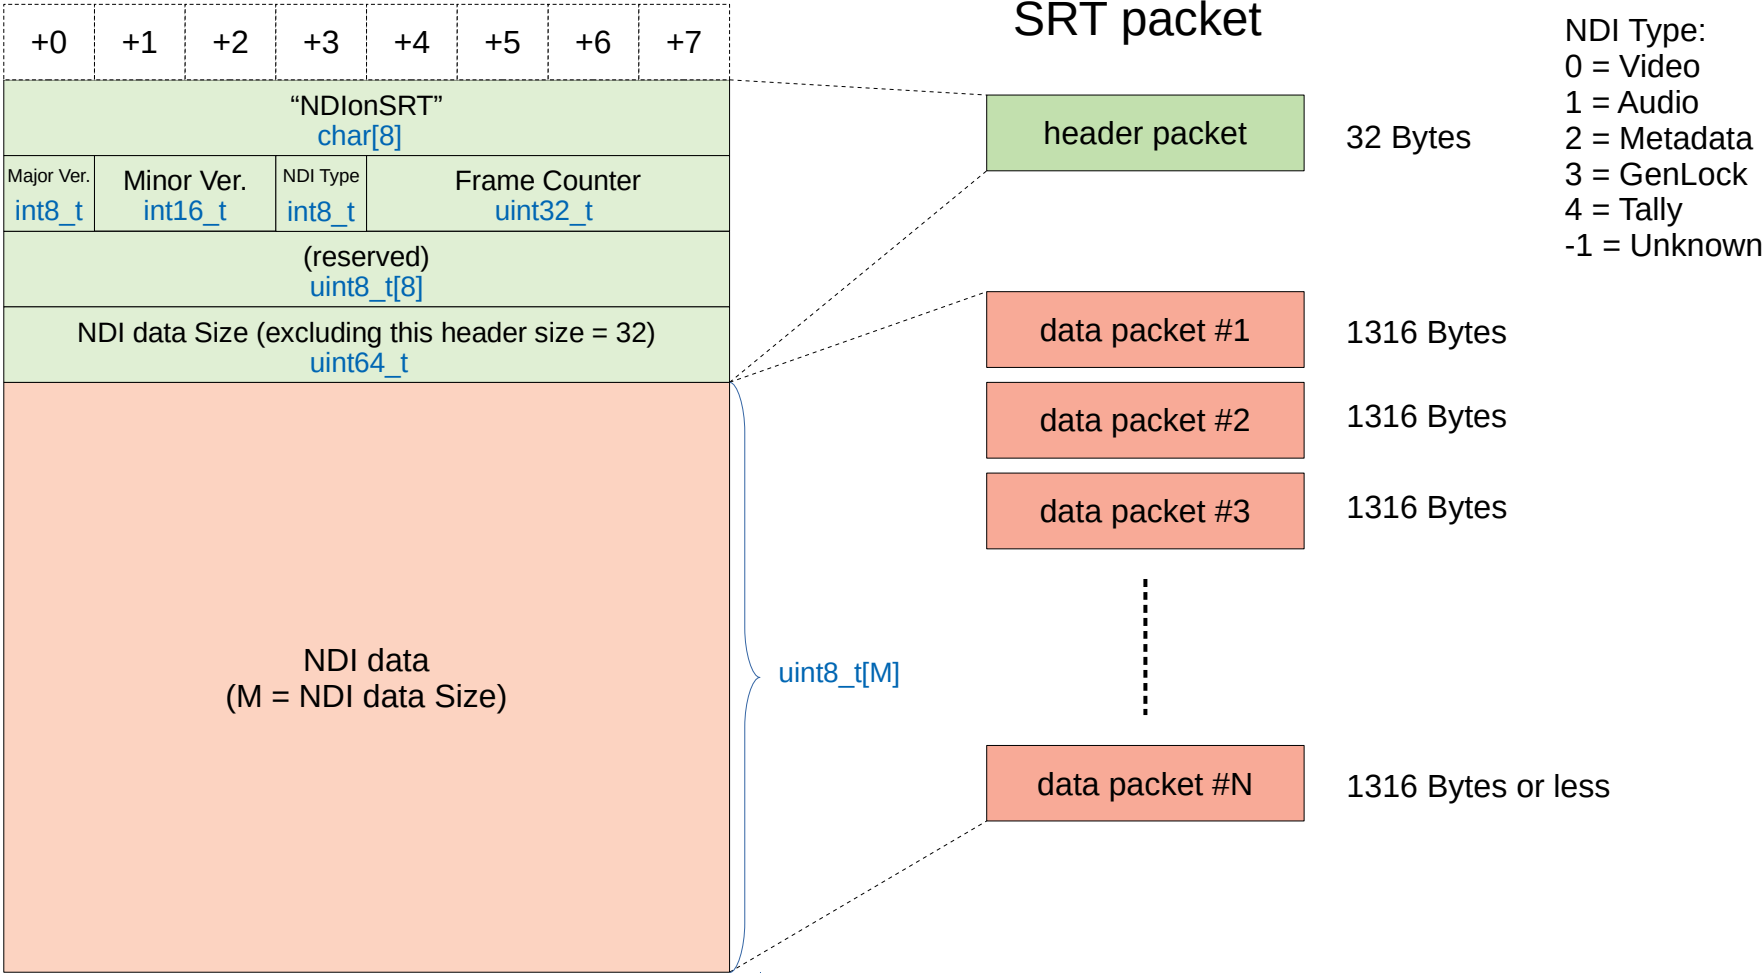 SRT packet
+0 +1 +2 +3 +4 +5 +6 +7
“NDIonSRT”
char[8]
Major Ver.
int8_t
Minor Ver.
int16_t
NDI Type
int8_t
Frame Counter
uint32_t
(reserved)
uint8_t[8]
NDI data Size (excluding this header size = 32)
uint64_t
NDI data
(M = NDI data Size)
uint8_t[M]
header packet
32 Bytes
data packet #1
1316 Bytes
data packet #2
1316 Bytes
data packet #3
1316 Bytes
data packet #N
1316 Bytes or less
NDI Type:
0 = Video
1 = Audio
2 = Metadata
3 = GenLock
4 = Tally
-1 = Unknown